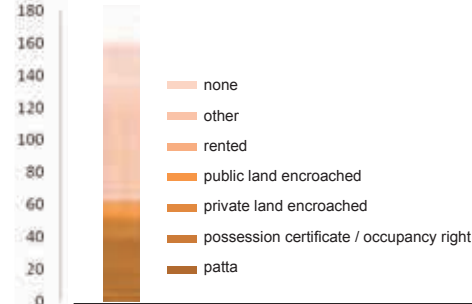 180
160
140
120
100
80
60
40
20
0
none
other
rented
public land encroached
private land encroached
possession certificate / occupancy right
patta